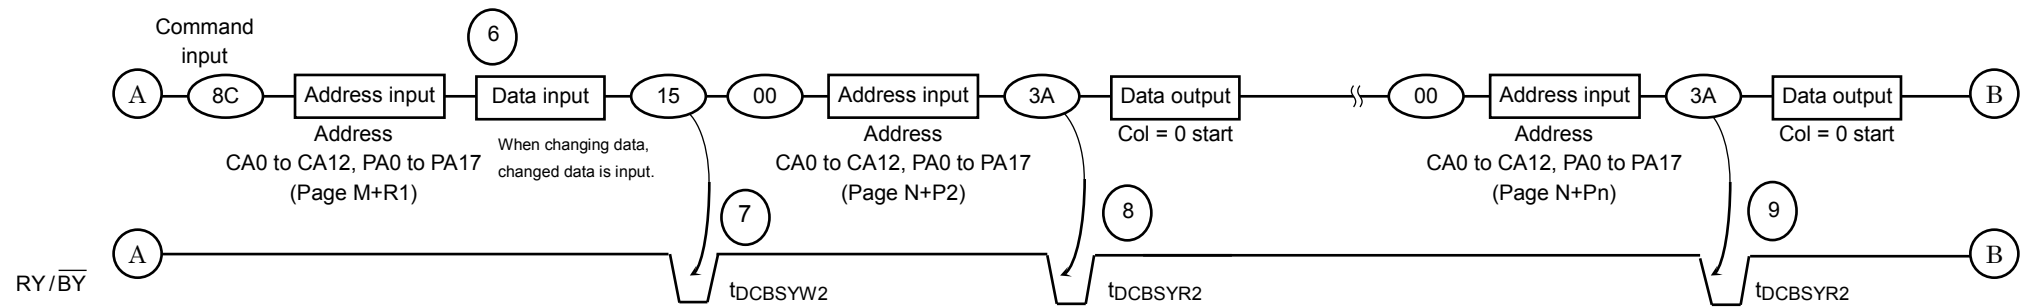 Command
input
6
A 8C Address input Data input 15 00 Address input 3A Data output 00 Address input 3A Data output B
Address
CA0 to CA12, PA0 to PA17
(Page M+R1)
When changing data,
changed data is input.
Address
CA0 to CA12, PA0 to PA17
(Page N+P2)
Col = 0 start
Address
CA0 to CA12, PA0 to PA17
(Page N+Pn)
Col = 0 start
7
8
9
A B
RY/BY
tDCBSYW2
tDCBSYR2
tDCBSYR2